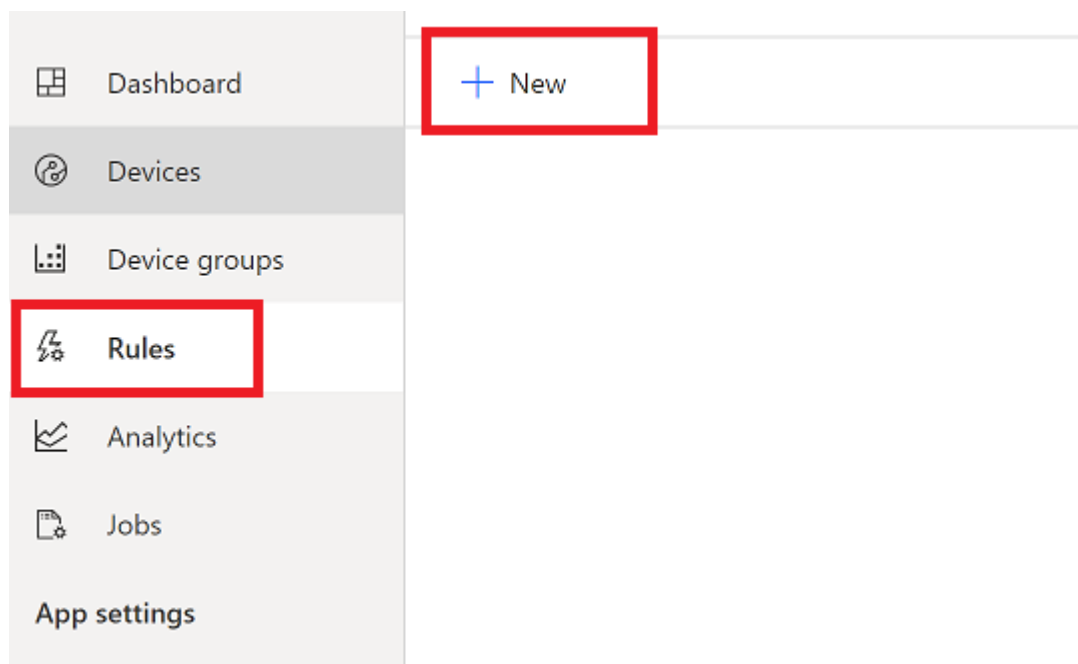 Dashboard
New
Devices
Device groups
Rules
Analytics
Jobs
App settings